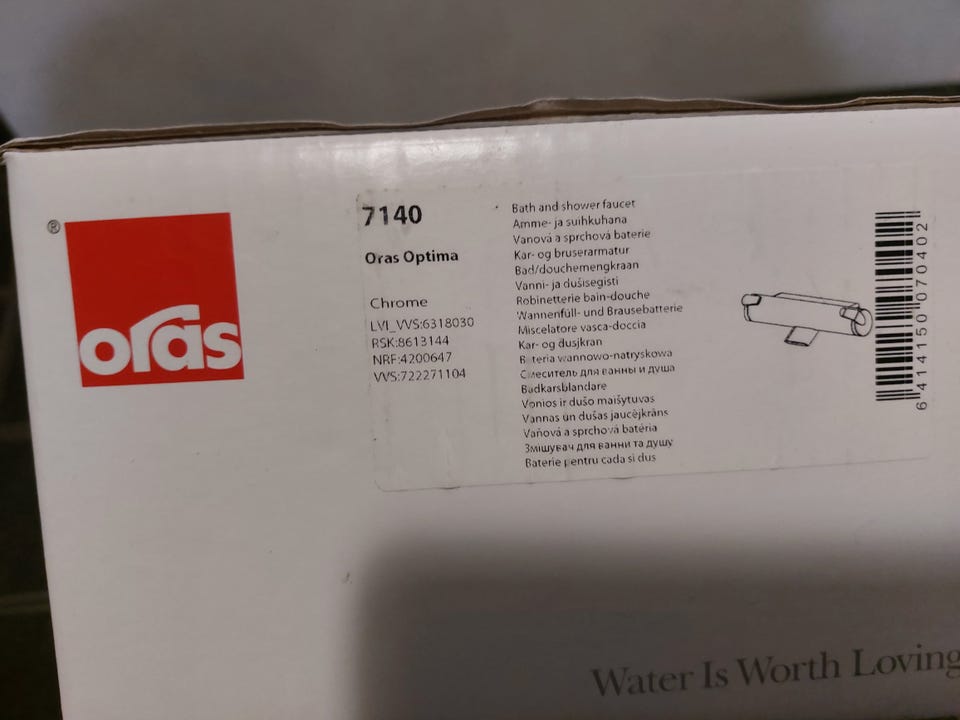 ®
oras
7140
Oras Optima
Chrome
LVI_VVS:6318030
RSK:8613144
NRF:4200647
VVS:722271104
Bath and shower faucet
Amme- ja suihkuhana
Vanová a sprchová baterie
Kar- og bruserarmatur
Bad/douchemengkraan
Vanni- ja dušisegisti
Robinetterie bain-douche
Wannenfüll- und Brausebatterie
Miscelatore vasca-doccia
Kar- og dusjkran
B teria wannowo-natryskowa
Смеситель для ванны и душа
Badkarsblandare
Vonios ir dušo maišytuvas
Vannas un dušas jaucējkrāns
Vaňová a sprchová batéria
Змішувач для ванни та душу
Baterie pentru cada si dus
6 414150 070402
Water Is Worth Loving